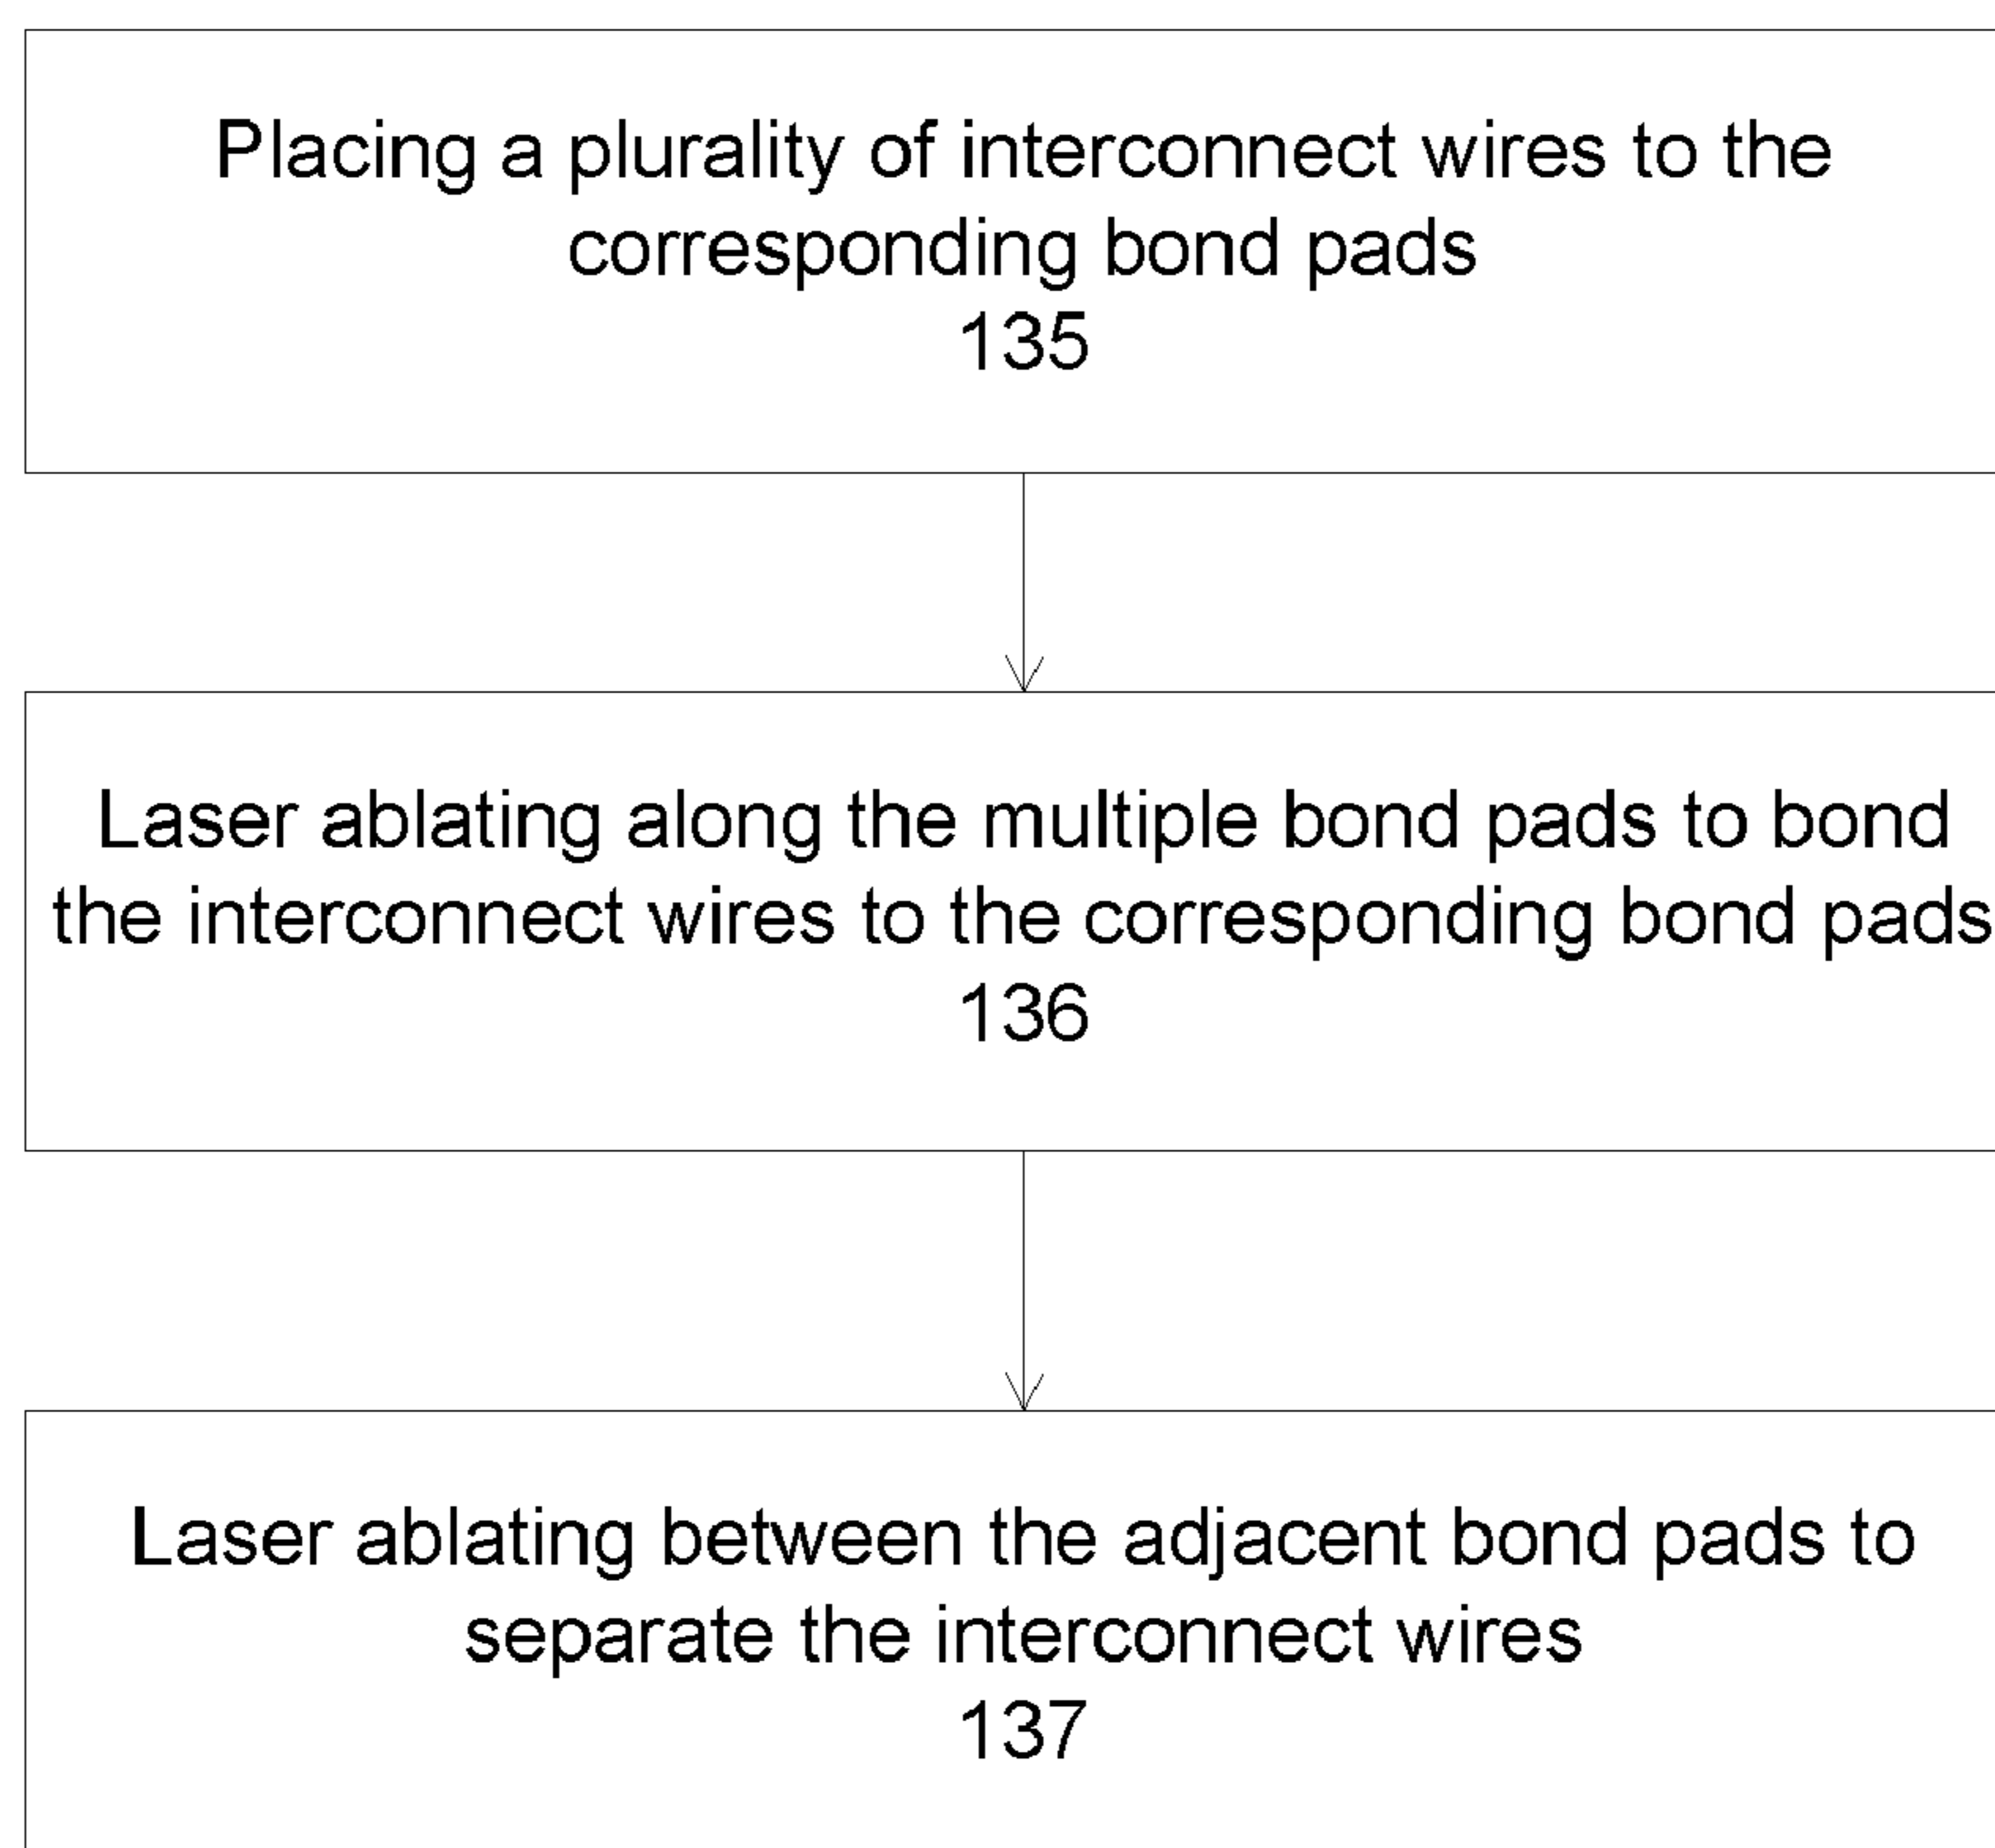 Placing a plurality of interconnect wires to the
corresponding bond pads
135
Laser ablating along the multiple bond pads to bond
the interconnect wires to the corresponding bond pads
136
Laser ablating between the adjacent bond pads to
separate the interconnect wires
137